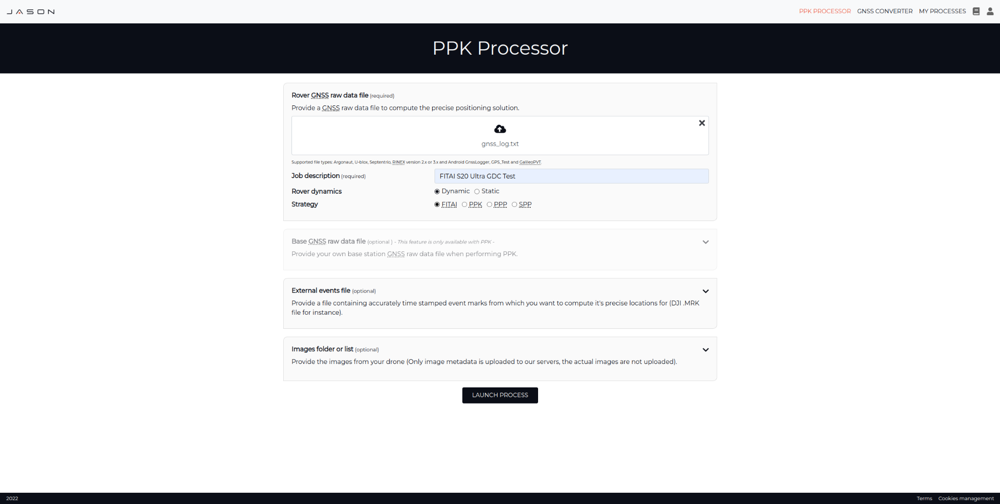 JASON
PPK PROCESSOR GNSS CONVERTER MY PROCESSES
PPK Processor
Rover GNSS raw data file (required)
Provide a GNSS raw data file to compute the precise positioning solution.
gnss_log.txt
Supported file types: Argonaut, U-blox, Septentrio, RINEX version 2.x or 3.x and Android GnssLogger, GPS_Test and GalileoPVT.
Job description (required) FITAI S20 Ultra GDC Test
Rover dynamics Dynamic Static
Strategy FITAI PPK PPP SPP
Base GNSS raw data file (optional ) - This feature is only available with PPK -
Provide your own base station GNSS raw data file when performing PPK.
External events file (optional)
Provide a file containing accurately time stamped event marks from which you want to compute it's precise locations for (DJI .MRK
file for instance).
Images folder or list (optional)
Provide the images from your drone (Only image metadata is uploaded to our servers, the actual images are not uploaded).
LAUNCH PROCESS
2022 Terms Cookies management